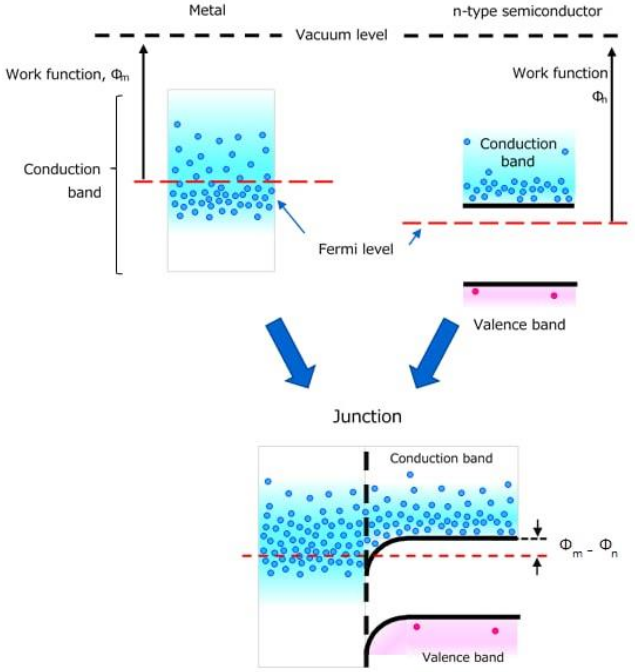 Metal
n-type semiconductor
Vacuum level
Work function, Φm
Work function
Φn
Conduction
band
Conduction
band
Fermi level
Valence band
Junction
Conduction band
Φm - Φn
Valence band